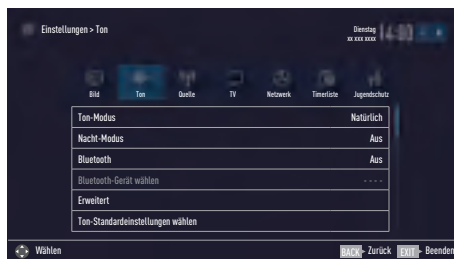 Einstellungen > Ton
Dienstag
xx xxx xxxx
14:00
Bild Ton Quelle TV Netzwerk Timerliste Jugendschutz
Ton-Modus Natürlich
Nacht-Modus Aus
Bluetooth Aus
Bluetooth-Gerät wählen ----
Erweitert
Ton-Standardeinstellungen wählen
Wählen BACK Zurück EXIT Beenden